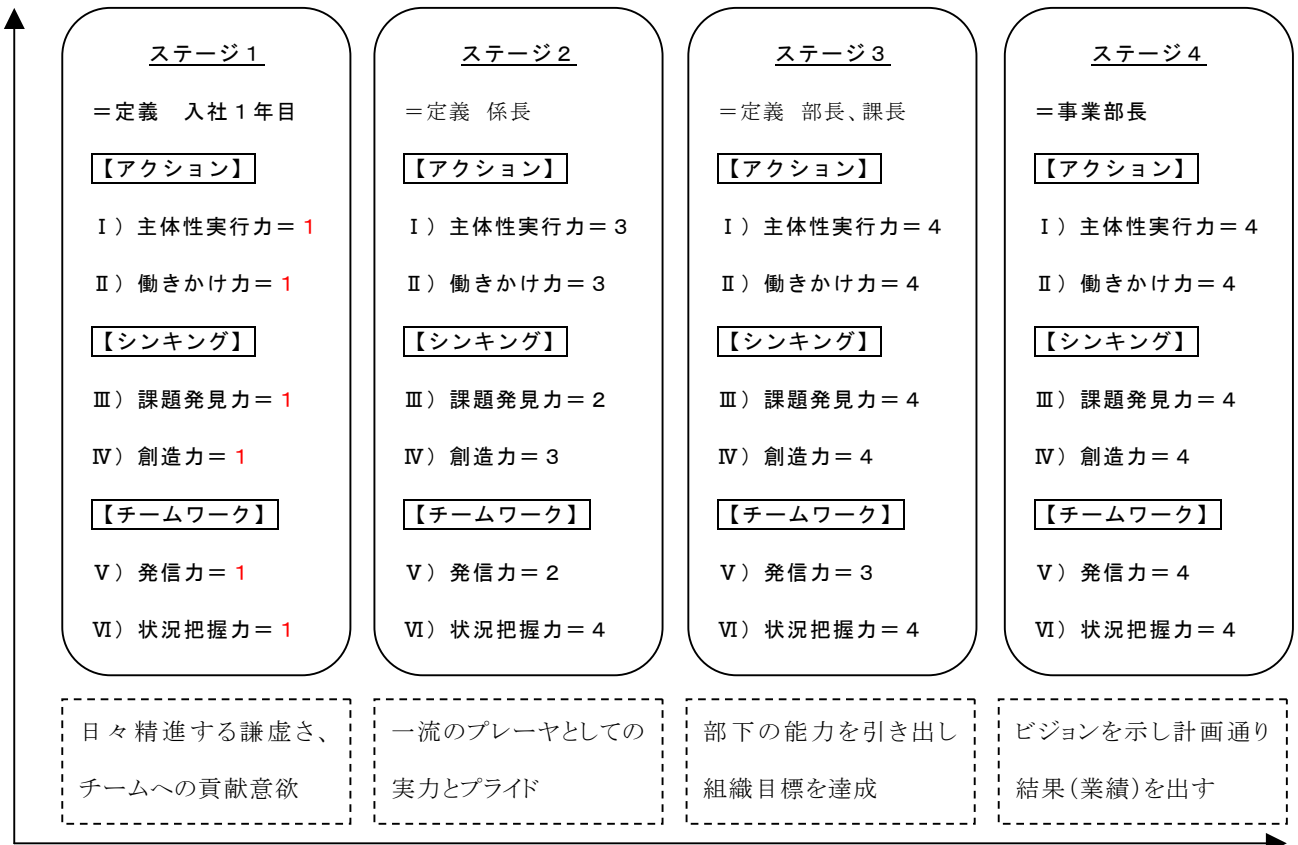 ステージ1
=定義 入社1年目
【アクション】
Ⅰ)主体性実行力=1
Ⅱ)働きかけ力=1
【シンキング】
Ⅲ)課題発見力=1
Ⅳ)創造力=1
【チームワーク】
Ⅴ)発信力=1
Ⅵ)状況把握力=1
日々精進する謙虚さ、
チームへの貢献意欲
ステージ2
=定義 係長
【アクション】
Ⅰ)主体性実行力=3
Ⅱ)働きかけ力=3
【シンキング】
Ⅲ)課題発見力=2
Ⅳ)創造力=3
【チームワーク】
Ⅴ)発信力=2
Ⅵ)状況把握力=4
一流のプレーヤとしての
実力とプライド
ステージ3
=定義 部長、課長
【アクション】
Ⅰ)主体性実行力=4
Ⅱ)働きかけ力=4
【シンキング】
Ⅲ)課題発見力=4
Ⅳ)創造力=4
【チームワーク】
Ⅴ)発信力=3
Ⅵ)状況把握力=4
部下の能力を引き出し
組織目標を達成
ステージ4
=事業部長
【アクション】
Ⅰ)主体性実行力=4
Ⅱ)働きかけ力=4
【シンキング】
Ⅲ)課題発見力=4
Ⅳ)創造力=4
【チームワーク】
Ⅴ)発信力=4
Ⅵ)状況把握力=4
ビジョンを示し計画通り
結果(業績)を出す